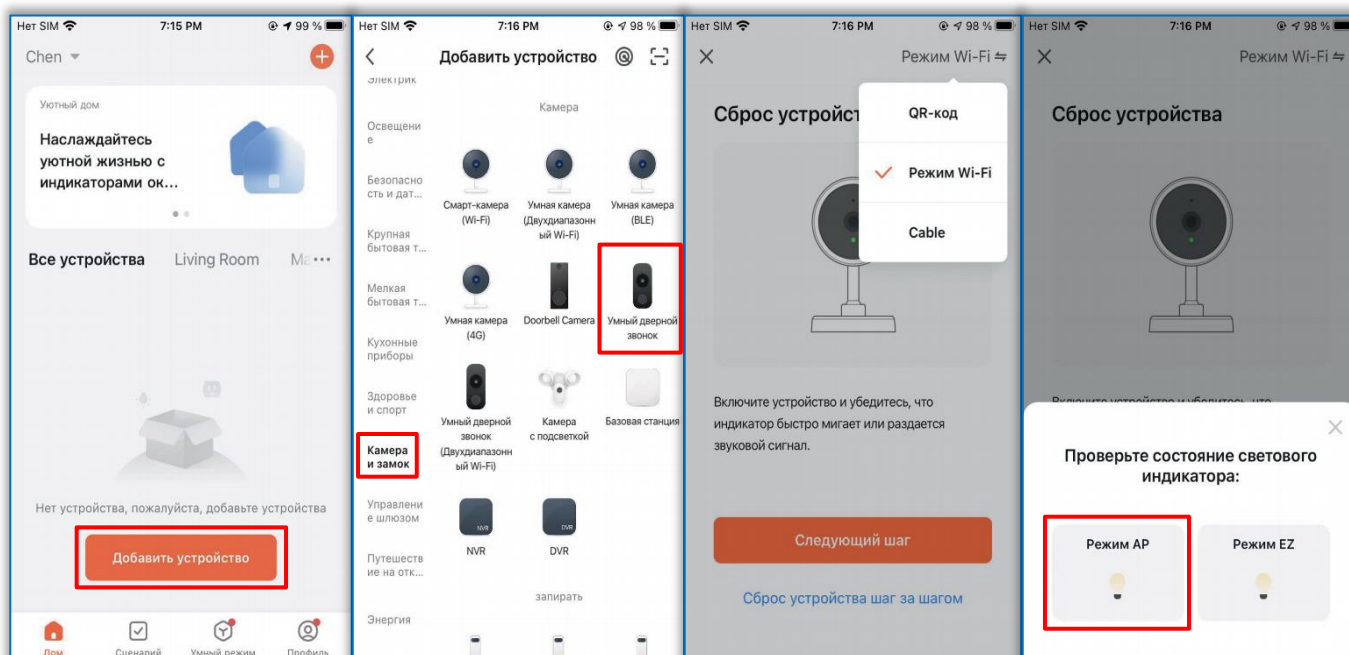 Нет SIM 7:15 PM 99 %
Chen
Уютный дом
Наслаждайтесь
уютной жизнью с
индикаторами ок...
Все устройства Living Room Ma...
Нет устройства, пожалуйста, добавьте устройства
Добавить устройство
Дом Сценарий Умный режим Профиль
Нет SIM 7:16 PM 98 %
Добавить устройство
Электрик
Освещени
е
Безопасно
сть и дат...
Крупная
бытовая т...
Мелкая
бытовая т...
Кухонные
приборы
Здоровье
и спорт
Камера
и замок
Управлени
е шлюзом
Путешеств
ие на отк...
Энергия
Камера
Смарт-камера
(Wi-Fi)
Умная камера
(Двухдиапазонн
ый Wi-Fi)
Умная камера
(BLE)
Умная камера
(4G)
Doorbell Camera
Умный дверной
звонок
Умный дверной
звонок
(Двухдиапазонн
ый Wi-Fi)
Камера
с подсветкой
Базовая станция
NVR
NVR
DVR
DVR
запирать
Нет SIM 7:16 PM 98 %
Режим Wi-Fi
Сброс устройст
QR-код
Режим Wi-Fi
Cable
Включите устройство и убедитесь, что
индикатор быстро мигает или раздается
звуковой сигнал.
Следующий шаг
Сброс устройства шаг за шагом
Нет SIM 7:16 PM 98 %
Режим Wi-Fi
Сброс устройства
Включите устройство и убедитесь, что
Проверьте состояние светового
индикатора:
Режим AP Режим EZ